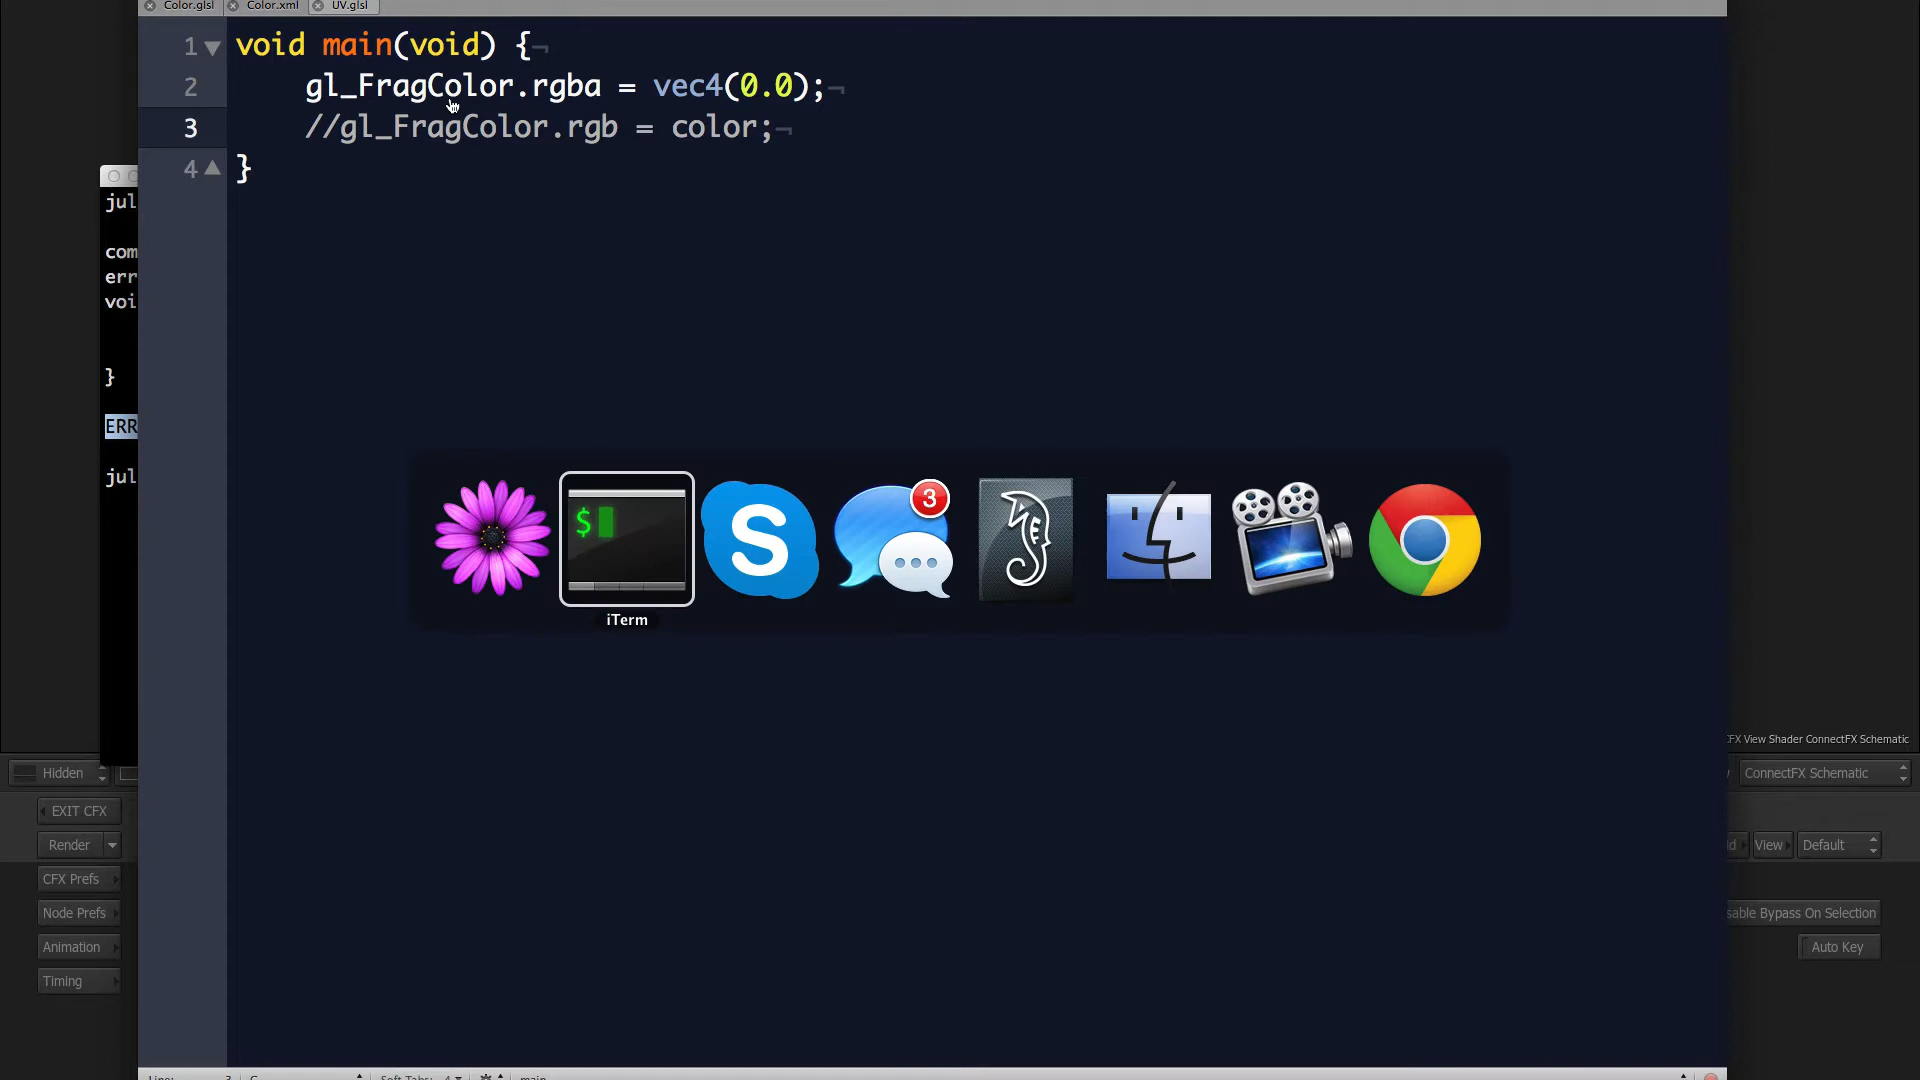 Color.glsl Color.xml UV.glsl
1 void main(void) {¬
2 gl_FragColor.rgba = vec4(0.0);¬
3 //gl_FragColor.rgb = color;¬
4 }
jul
com
err
voi
}
ERR
jul
$
S
3
iTerm
FX View Shader ConnectFX Schematic
Hidden
ConnectFX Schematic
EXIT CFX
Render
View
Default
CFX Prefs
Node Prefs
sable Bypass On Selection
Animation
Auto Key
Timing